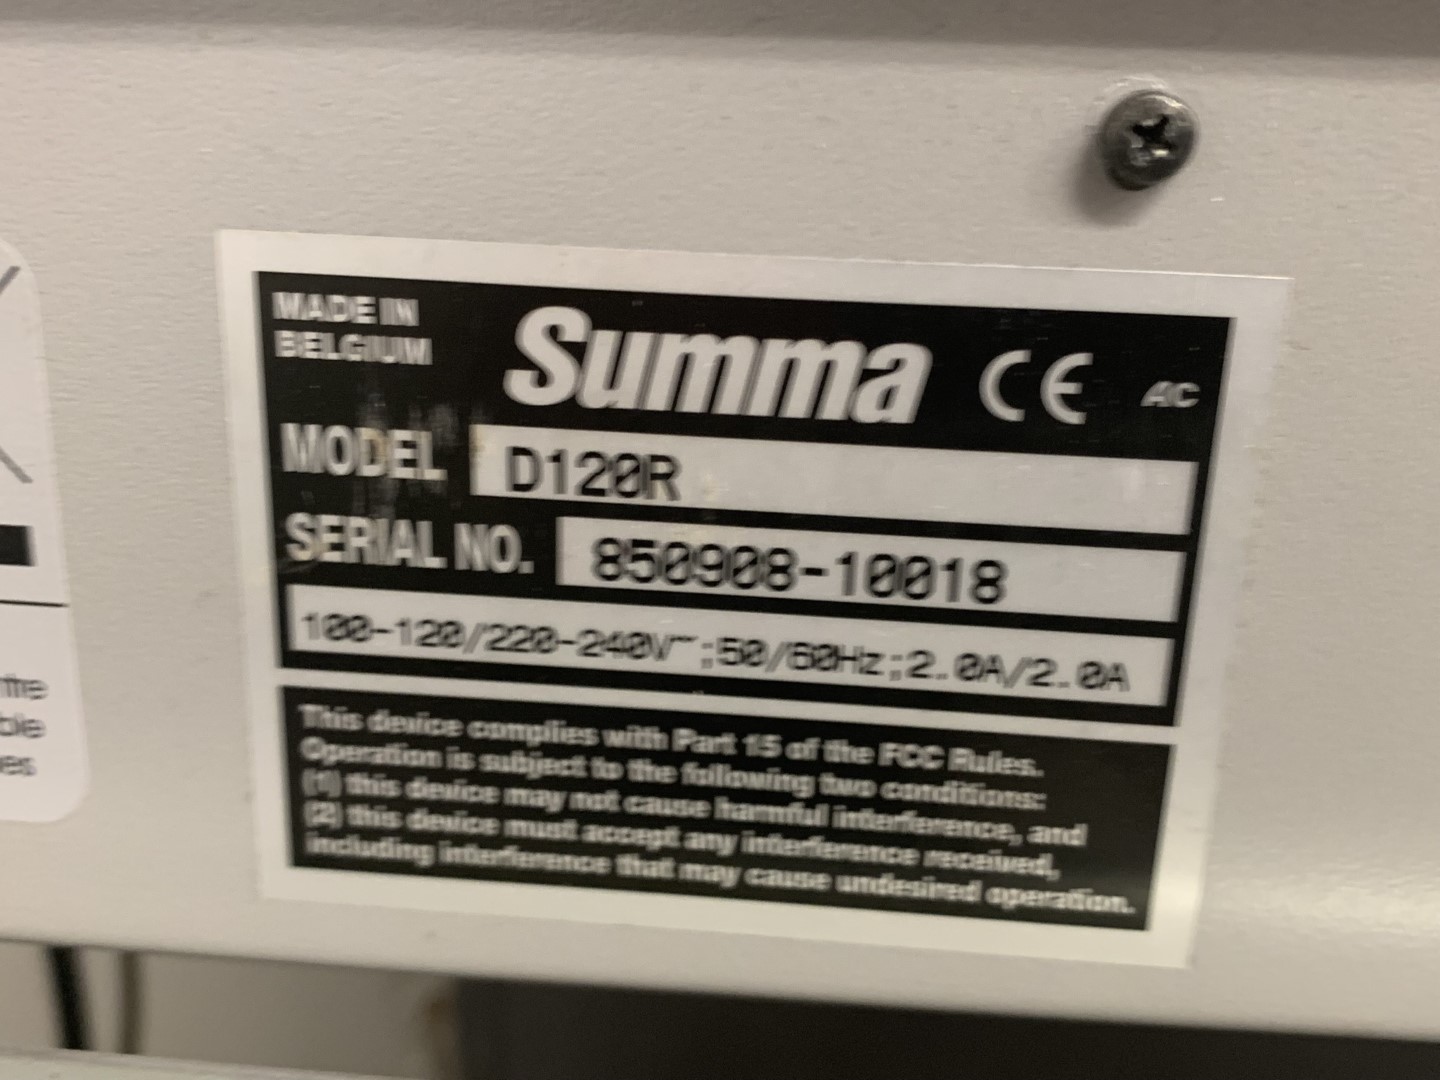 MADE IN
BELGIUM
Summa CE AC
MODEL D120R
SERIAL NO. 850908-10018
100-120/220-240V~;50/60Hz;2.0A/2.0A
This device complies with Part 15 of the FCC Rules.
Operation is subject to the following two conditions:
(1) this device may not cause harmful interference, and
(2) this device must accept any interference received,
including interference that may cause undesired operation.
the